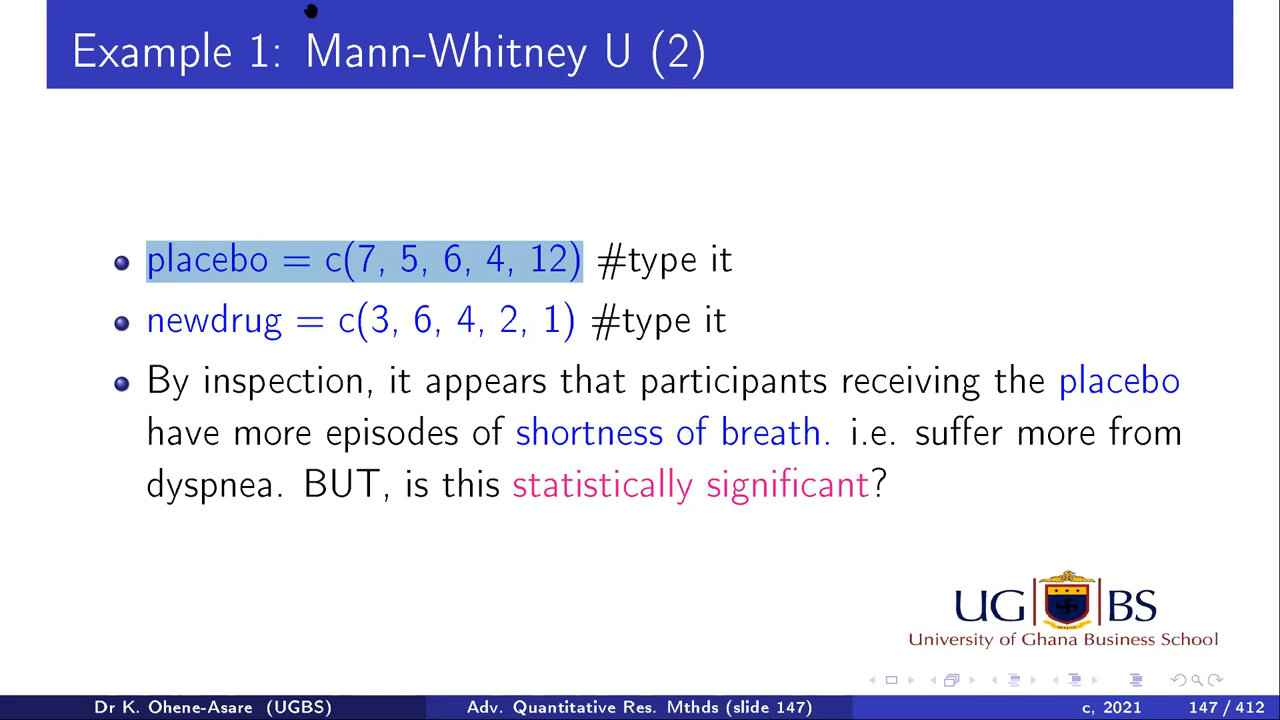 Example 1: Mann-Whitney U (2)
placebo = c(7, 5, 6, 4, 12) #type it
newdrug = c(3, 6, 4, 2, 1) #type it
By inspection, it appears that participants receiving the placebo
have more episodes of shortness of breath. i.e. suffer more from
dyspnea. BUT, is this statistically significant?
UG BS
University of Ghana Business School
Dr K. Ohene-Asare (UGBS) Adv. Quantitative Res. Mthds (slide 147) c, 2021 147 / 412